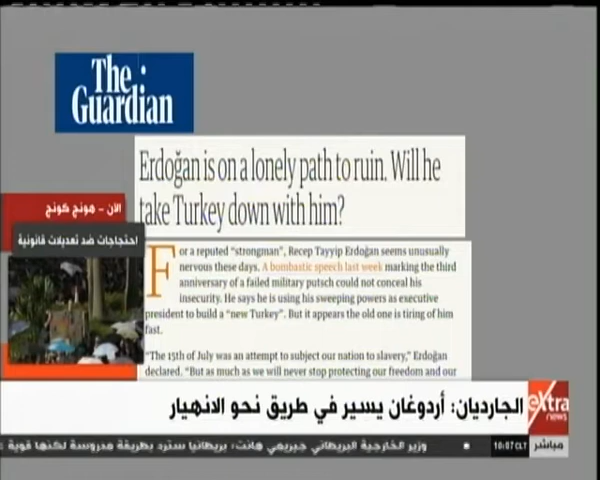 The
Guardian
Erdoğan is on a lonely path to ruin. Will he
take Turkey down with him?
الآن - هونج كونج
احتجاجات ضد تعديلات قانونية
For a reputed “strongman”, Recep Tayyip Erdoğan seems unusually
nervous these days. A bombastic speech last week marking the third
anniversary of a failed military putsch could not conceal his
insecurity. He says he is using his sweeping powers as executive
president to build a “new Turkey”. But it appears the old one is tiring of him
fast.
“The 15th of July was an attempt to subject our nation to slavery,” Erdoğan
declared. “But as much as we will never stop protecting our freedom and our
الجارديان: أردوغان يسير في طريق نحو الانهيار
eXtra
news
مباشر
10:07 CLT
وزير الخارجية البريطاني جيريمي هانت: بريطانيا سترد بطريقة مدروسة لكنها قوية